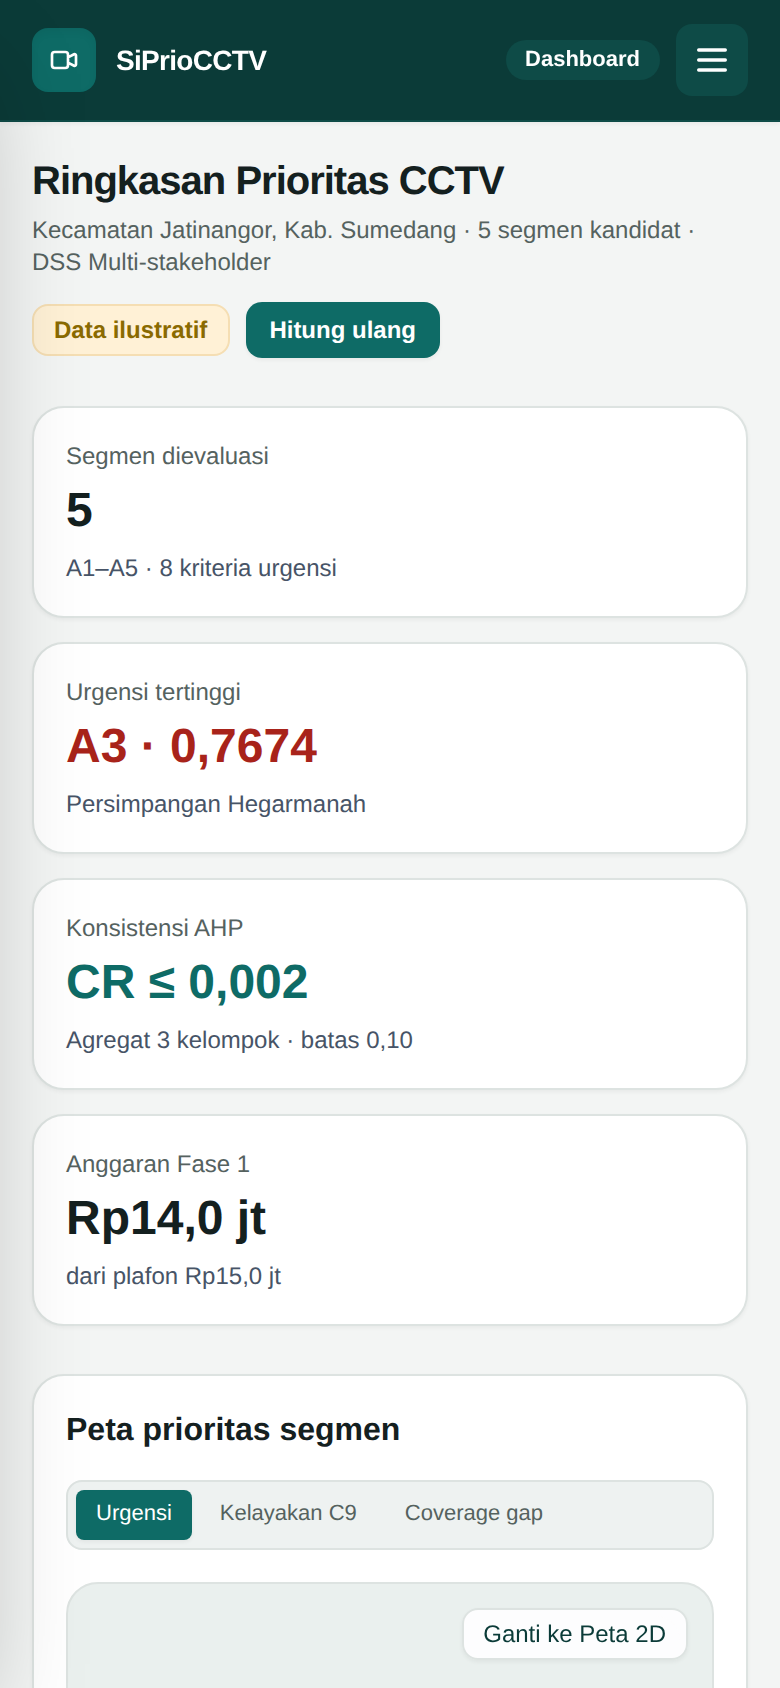 SiPrioCCTV
Dashboard
Ringkasan Prioritas CCTV
Kecamatan Jatinangor, Kab. Sumedang · 5 segmen kandidat ·
DSS Multi-stakeholder
Data ilustratif
Hitung ulang
Segmen dievaluasi
5
A1–A5 · 8 kriteria urgensi
Urgensi tertinggi
A3 · 0,7674
Persimpangan Hegarmanah
Konsistensi AHP
CR ≤ 0,002
Agregat 3 kelompok · batas 0,10
Anggaran Fase 1
Rp14,0 jt
dari plafon Rp15,0 jt
Peta prioritas segmen
Urgensi
Kelayakan C9
Coverage gap
Ganti ke Peta 2D